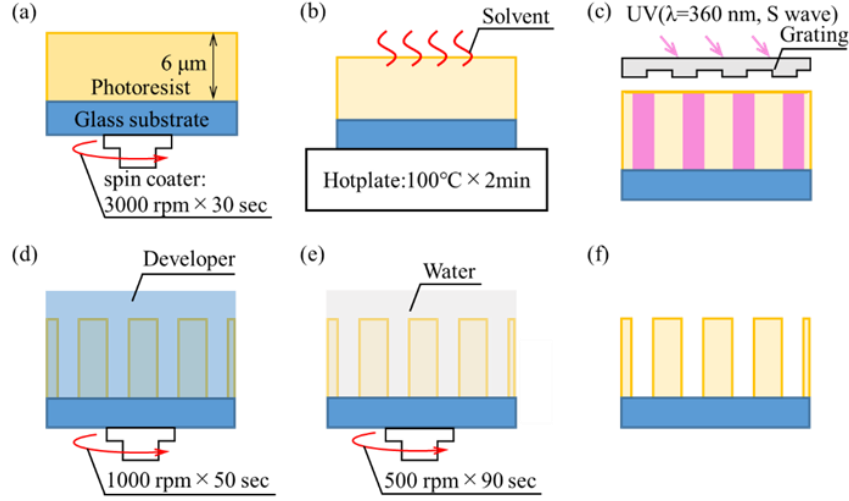 (a)
6 μm
Photoresist
Glass substrate
spin coater:
3000 rpm × 30 sec
(b)
Solvent
Hotplate:100℃ × 2min
(c)
UV(λ=360 nm, S wave)
Grating
(d)
Developer
1000 rpm × 50 sec
(e)
Water
500 rpm × 90 sec
(f)